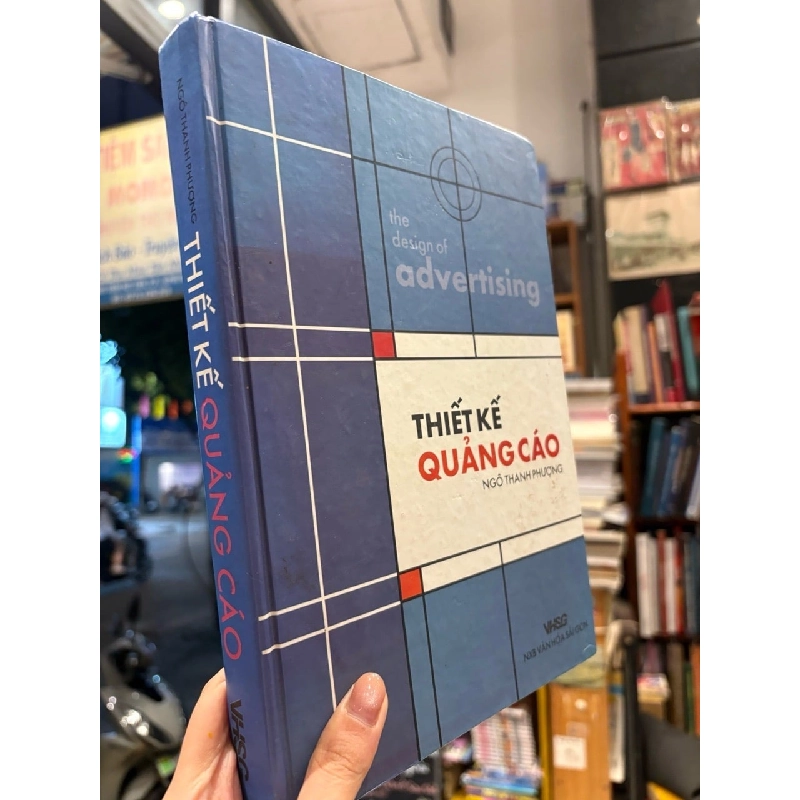 NGÔ THANH PHƯỢNG
THIẾT KẾ QUẢNG CÁO
VHSG
the
design of
advertising
THIẾT KẾ
QUẢNG CÁO
NGÔ THANH PHƯỢNG
VHSG
NXB VĂN HÓA SÀI GÒN